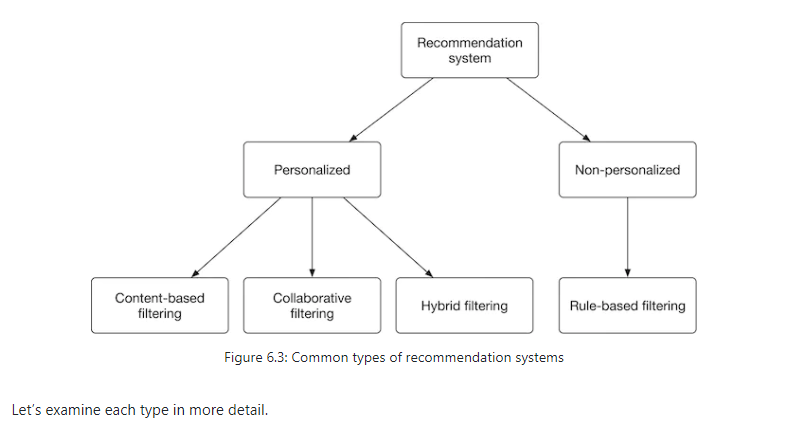 Recommendation
system
Personalized
Non-personalized
Content-based
filtering
Collaborative
filtering
Hybrid filtering
Rule-based filtering
Figure 6.3: Common types of recommendation systems
Let's examine each type in more detail.